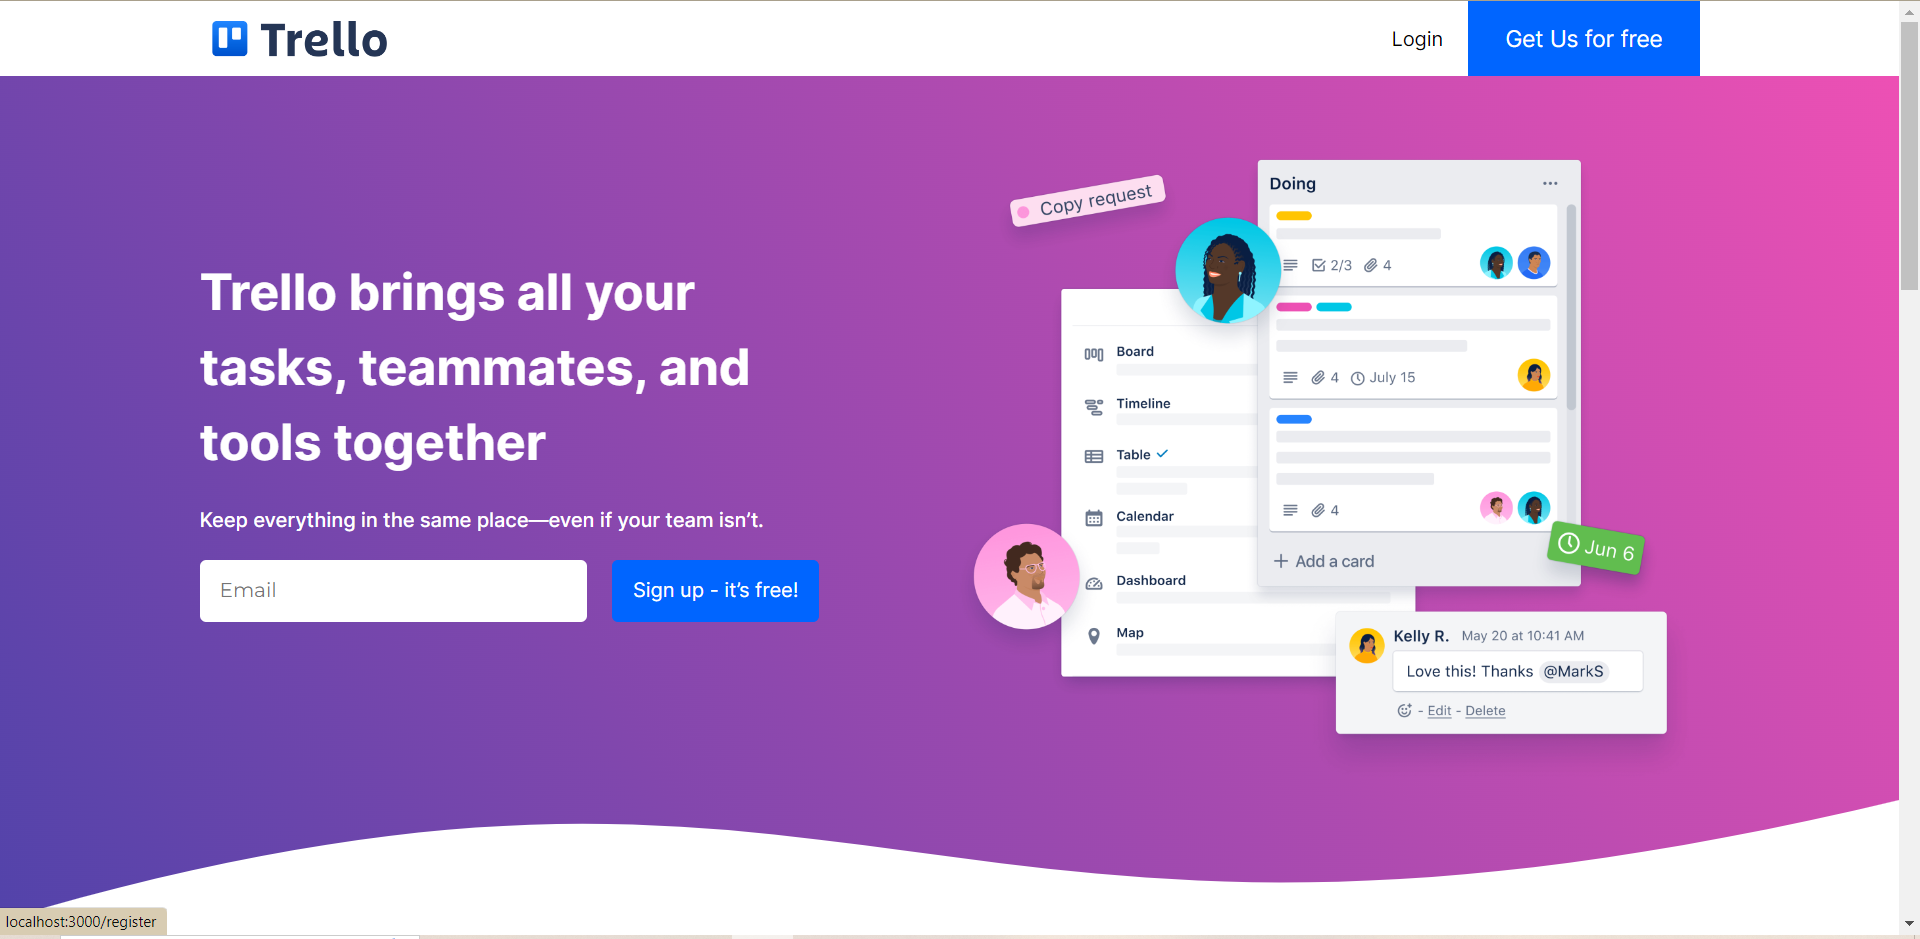 Trello
Login
Get Us for free
Trello brings all your
tasks, teammates, and
tools together
Keep everything in the same place—even if your team isn’t.
Email
Sign up - it’s free!
Copy request
Doing
2/3 4
4 July 15
4
Add a card
Jun 6
Board
Timeline
Table
Calendar
Dashboard
Map
Kelly R. May 20 at 10:41 AM
Love this! Thanks @MarkS
- Edit - Delete
localhost:3000/register